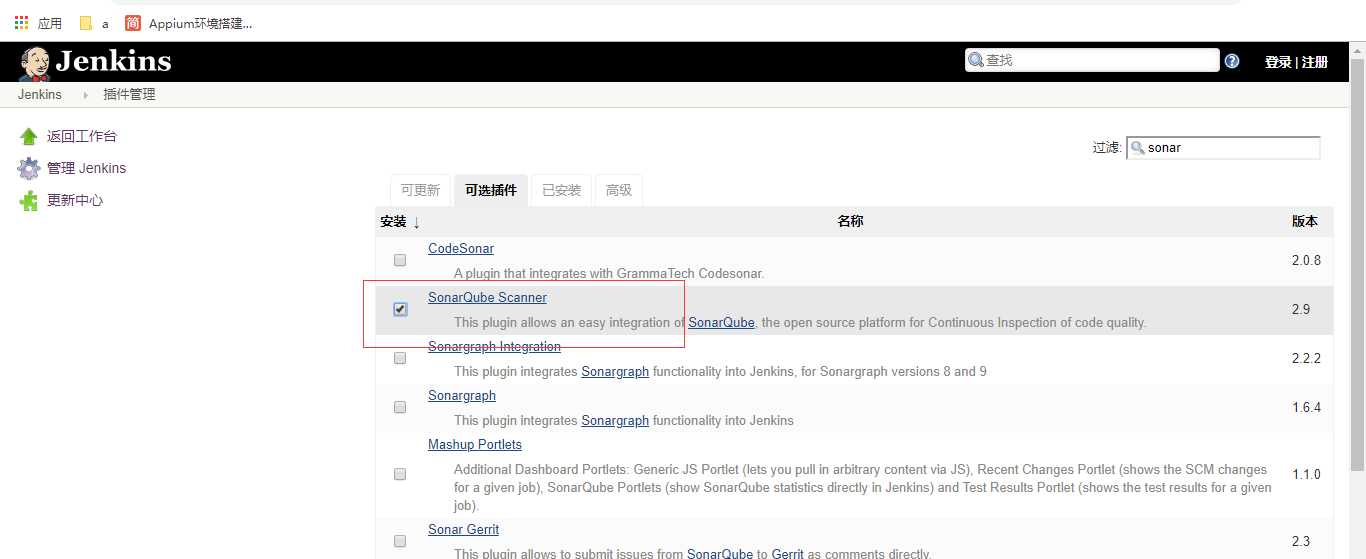 应用 a 简 Appium环境搭建...
Jenkins 查找 登录 | 注册
Jenkins 插件管理
返回工作台
管理 Jenkins
更新中心
过滤: sonar
可更新 可选插件 已安装 高级
安装 ↓ 名称 版本
CodeSonar
A plugin that integrates with GrammaTech Codesonar.
2.0.8
SonarQube Scanner
This plugin allows an easy integration of SonarQube, the open source platform for Continuous Inspection of code quality.
2.9
Sonargraph Integration
This plugin integrates Sonargraph functionality into Jenkins, for Sonargraph versions 8 and 9
2.2.2
Sonargraph
This plugin integrates Sonargraph functionality into Jenkins
1.6.4
Mashup Portlets
Additional Dashboard Portlets: Generic JS Portlet (lets you pull in arbitrary content via JS), Recent Changes Portlet (shows the SCM changes
for a given job), SonarQube Portlets (show SonarQube statistics directly in Jenkins) and Test Results Portlet (shows the test results for a given
job).
1.1.0
Sonar Gerrit
This plugin allows to submit issues from SonarQube to Gerrit as comments directly.
2.3